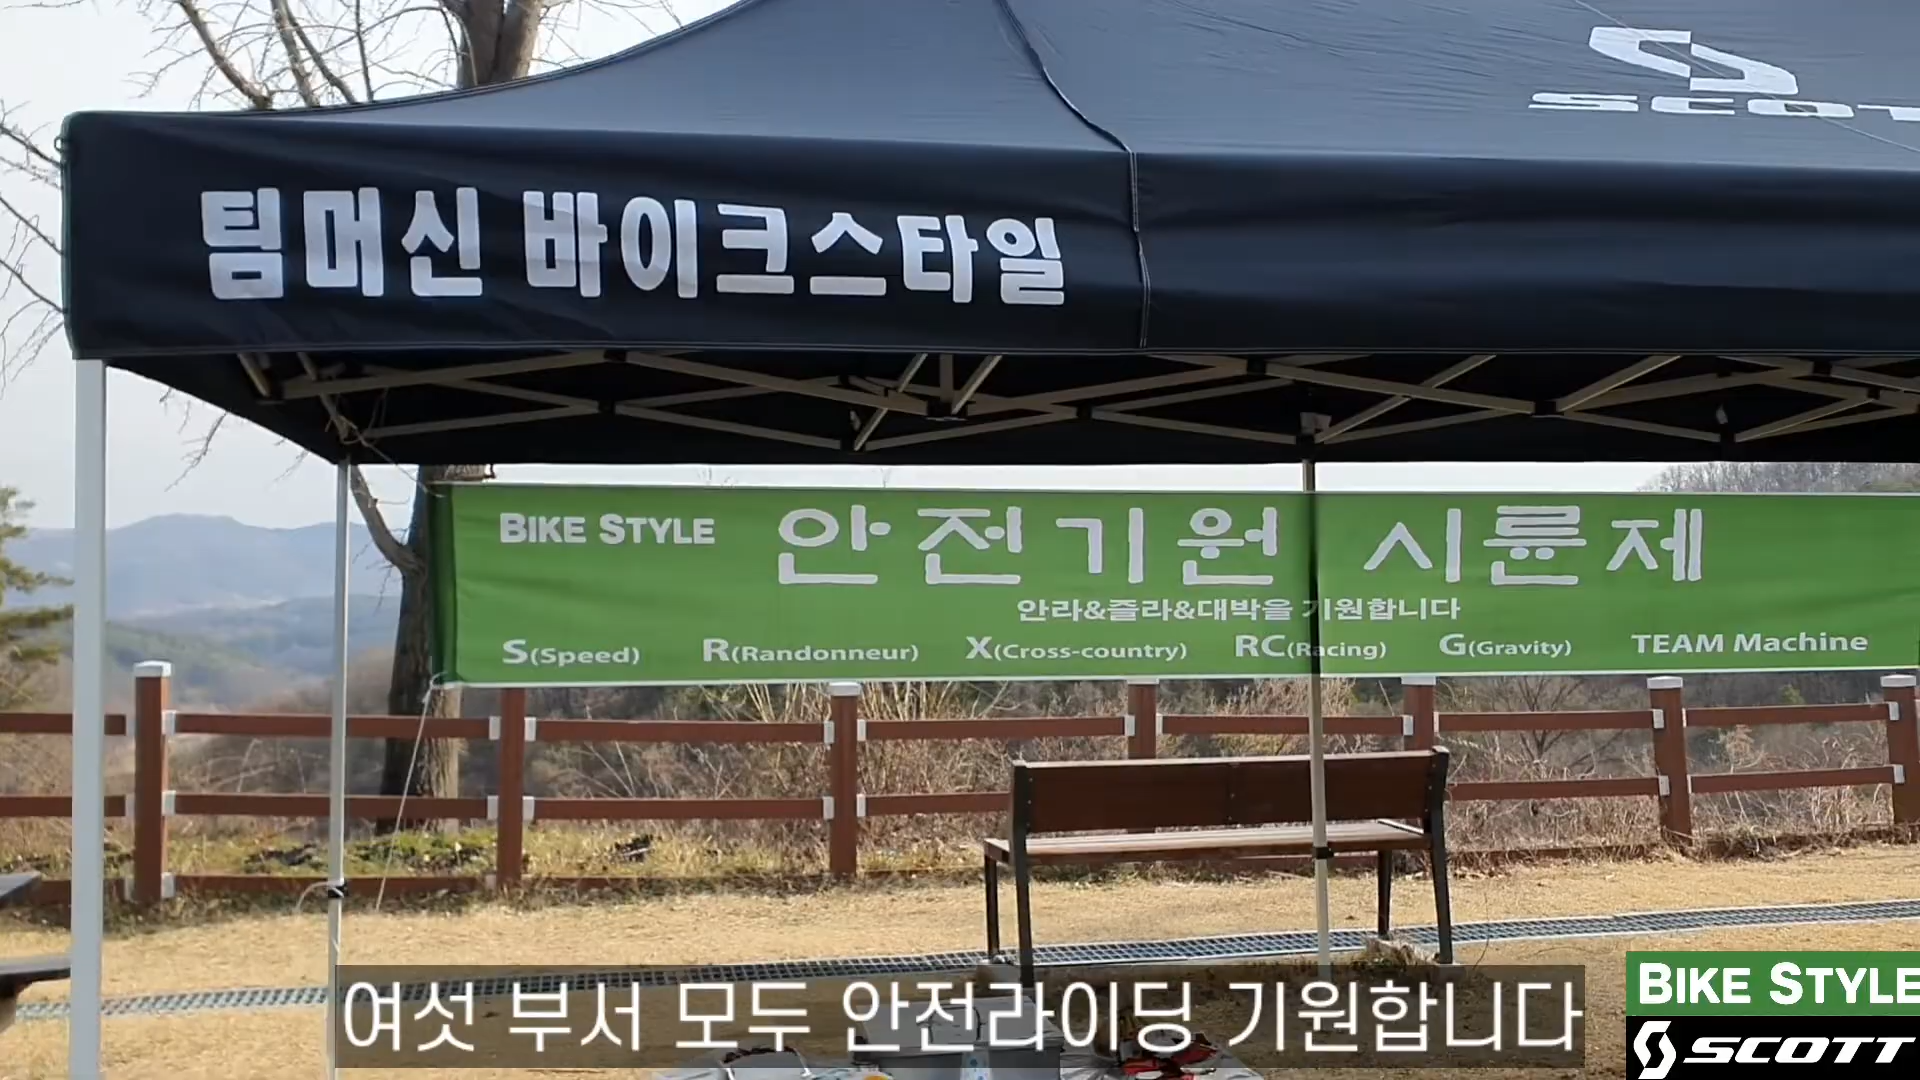 SCOTT
팀머신 바이크스타일
BIKE STYLE 안전기원 시륜제
안라&즐라&대박을 기원합니다
S(Speed) R(Randonneur) X(Cross-country) RC(Racing) G(Gravity) TEAM Machine
여섯 부서 모두 안전라이딩 기원합니다
BIKE STYLE
SCOTT